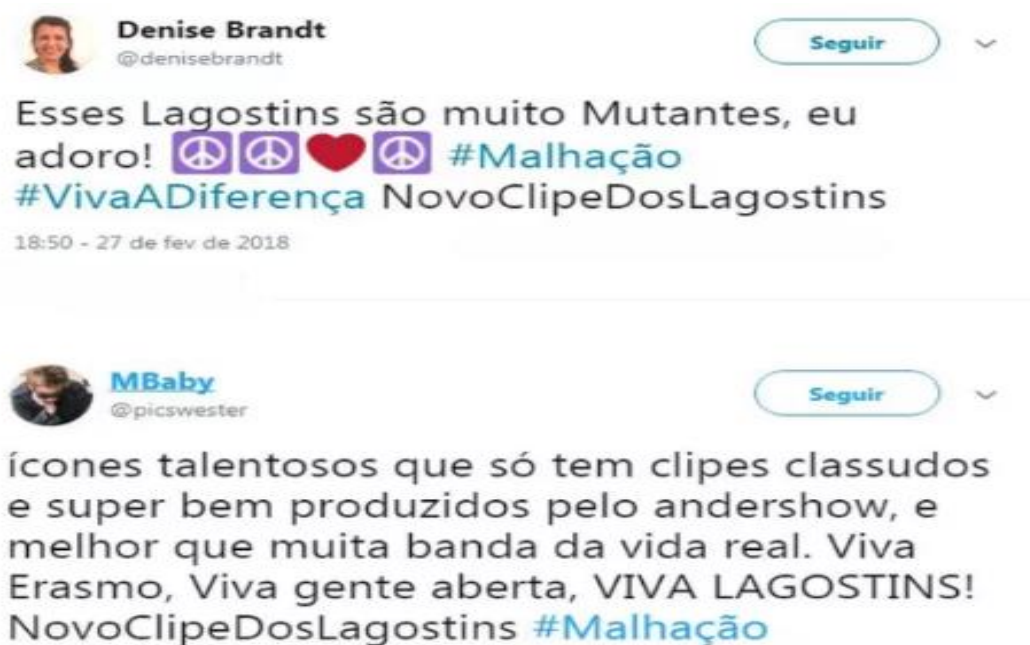 Denise Brandt
@denisebrandt
Seguir
Esses Lagostins são muito Mutantes, eu
adoro! ☮☮❤☮ #Malhação
#VivaADiferença NovoClipeDosLagostins
18:50 - 27 de fev de 2018
MBaby
@picswester
Seguir
ícones talentosos que só tem clipes classudos
e super bem produzidos pelo andershow, e
melhor que muita banda da vida real. Viva
Erasmo, Viva gente aberta, VIVA LAGOSTINS!
NovoClipeDosLagostins #Malhação